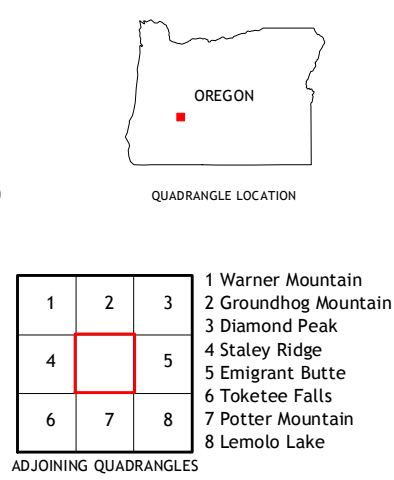 OREGON
QUADRANGLE LOCATION
1 2 3
4 5
6 7 8
1 Warner Mountain
2 Groundhog Mountain
3 Diamond Peak
4 Staley Ridge
5 Emigrant Butte
6 Toketee Falls
7 Potter Mountain
8 Lemolo Lake
ADJOINING QUADRANGLES